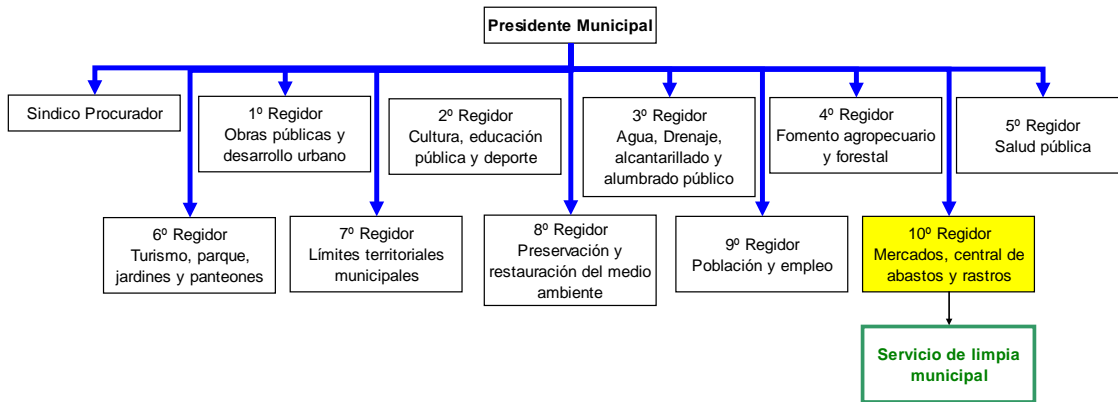 Presidente Municipal
Sindico Procurador
1º Regidor
Obras públicas y
desarrollo urbano
2º Regidor
Cultura, educación
pública y deporte
3º Regidor
Agua, Drenaje,
alcantarillado y
alumbrado público
4º Regidor
Fomento agropecuario
y forestal
5º Regidor
Salud pública
6º Regidor
Turismo, parque,
jardines y panteones
7º Regidor
Límites territoriales
municipales
8º Regidor
Preservación y
restauración del medio
ambiente
9º Regidor
Población y empleo
10º Regidor
Mercados, central de
abastos y rastros
Servicio de limpia
municipal